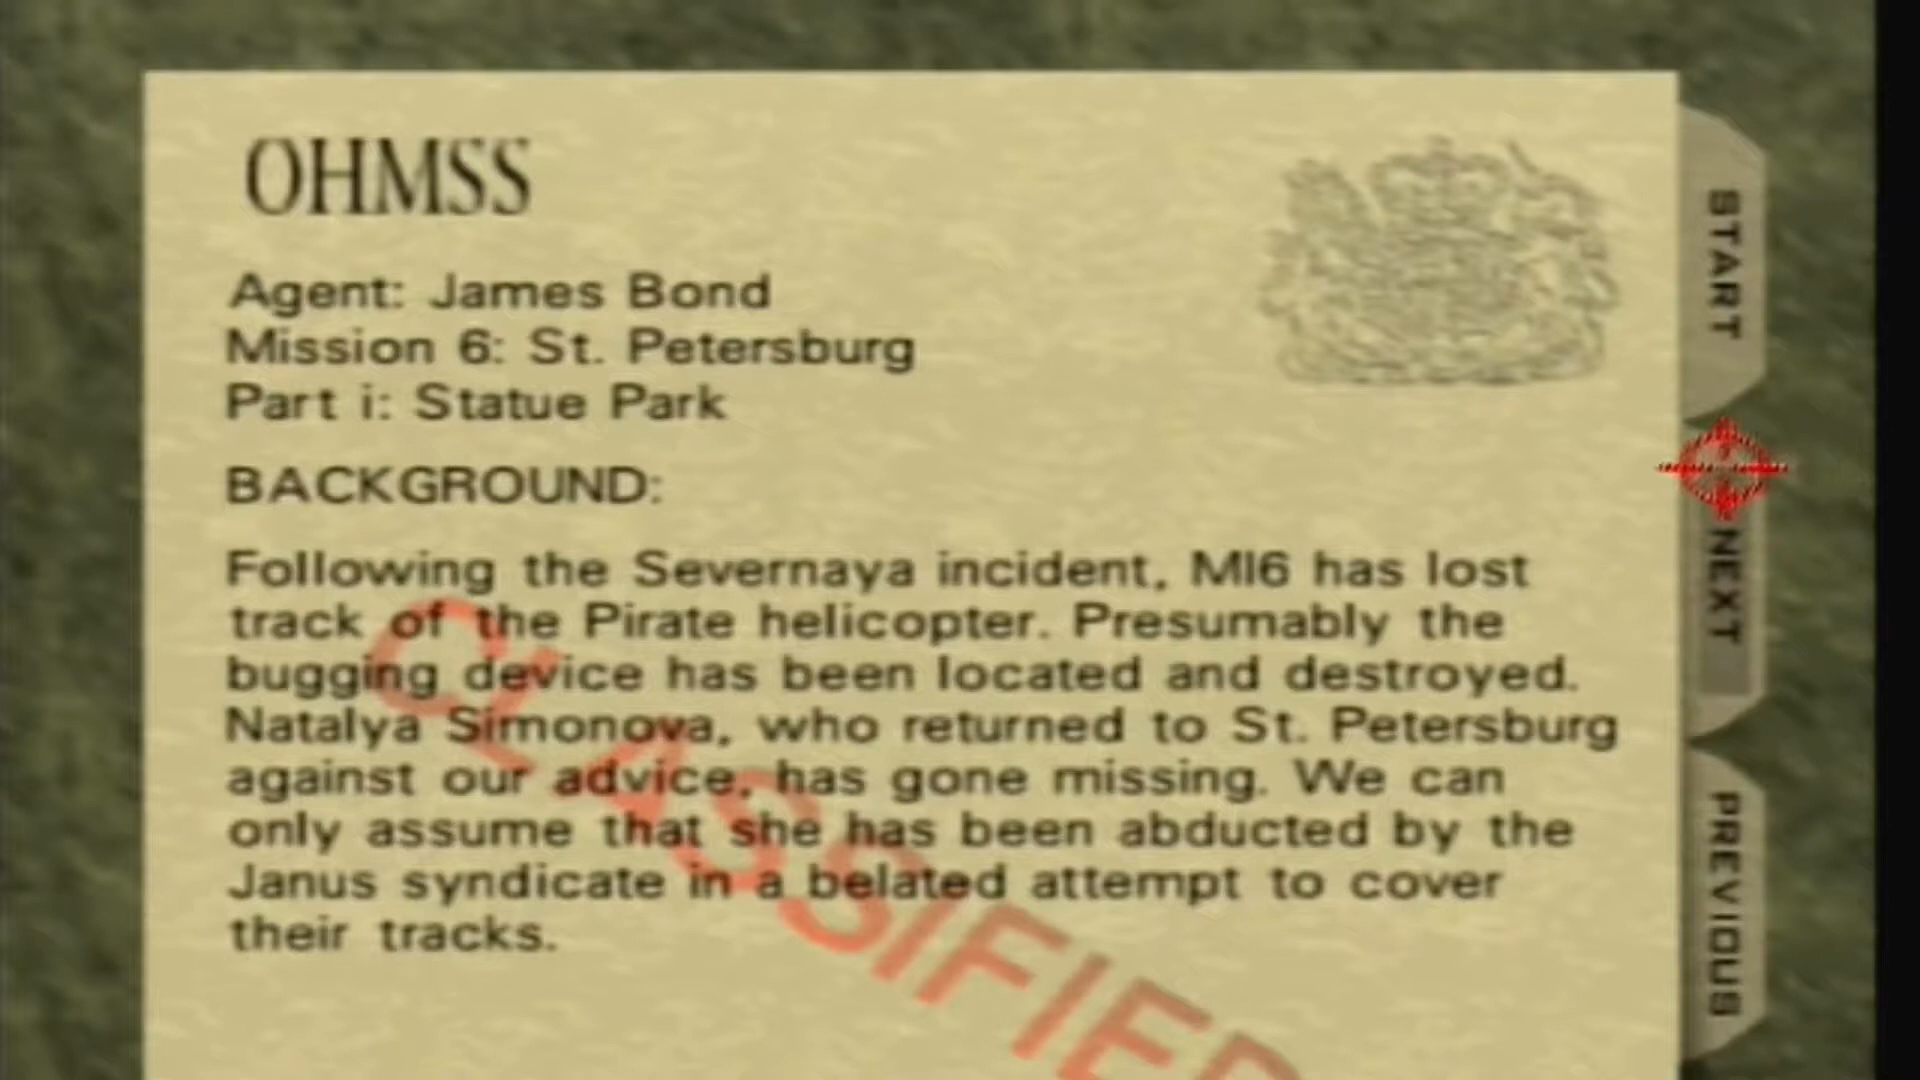 OHMSS
Agent: James Bond
Mission 6: St. Petersburg
Part i: Statue Park
BACKGROUND:
Following the Severnaya incident, MI6 has lost
track of the Pirate helicopter. Presumably the
bugging device has been located and destroyed.
Natalya Simonova, who returned to St. Petersburg
against our advice, has gone missing. We can
only assume that she has been abducted by the
Janus syndicate in a belated attempt to cover
their tracks.
CLASSIFIED
START
NEXT
PREVIOUS